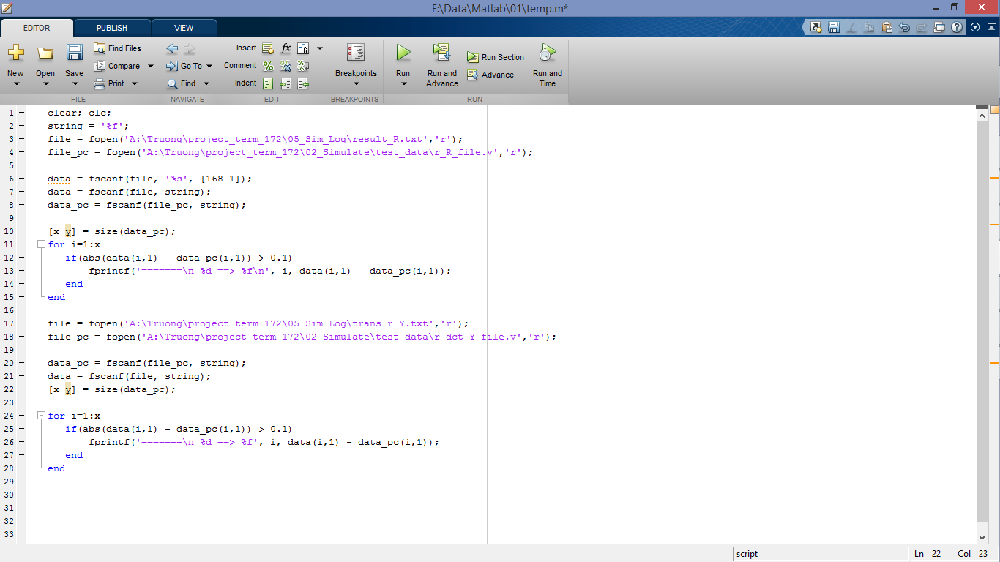 F:\Data\Matlab\01\temp.m*
EDITOR PUBLISH VIEW
New Open Save Find Files Compare Print
FILE
Go To Find
NAVIGATE
Insert fx
Comment
Indent
EDIT
Breakpoints
BREAKPOINTS
Run Run and Advance Run Section Advance Run and Time
RUN
1 clear; clc;
2 string = '%f';
3 file = fopen('A:\Truong\project_term_172\05_Sim_Log\result_R.txt','r');
4 file_pc = fopen('A:\Truong\project_term_172\02_Simulate\test_data\r_R_file.v','r');
5
6 data = fscanf(file, '%s', [168 1]);
7 data = fscanf(file, string);
8 data_pc = fscanf(file_pc, string);
9
10 [x y] = size(data_pc);
11 for i=1:x
12 if(abs(data(i,1) - data_pc(i,1)) > 0.1)
13 fprintf('=======\n %d ==> %f\n', i, data(i,1) - data_pc(i,1));
14 end
15 end
16
17 file = fopen('A:\Truong\project_term_172\05_Sim_Log\trans_r_Y.txt','r');
18 file_pc = fopen('A:\Truong\project_term_172\02_Simulate\test_data\r_dct_Y_file.v','r');
19
20 data_pc = fscanf(file_pc, string);
21 data = fscanf(file, string);
22 [x y] = size(data_pc);
23
24 for i=1:x
25 if(abs(data(i,1) - data_pc(i,1)) > 0.1)
26 fprintf('=======\n %d ==> %f', i, data(i,1) - data_pc(i,1));
27 end
28 end
29
30
31
32
33
script Ln 22 Col 23